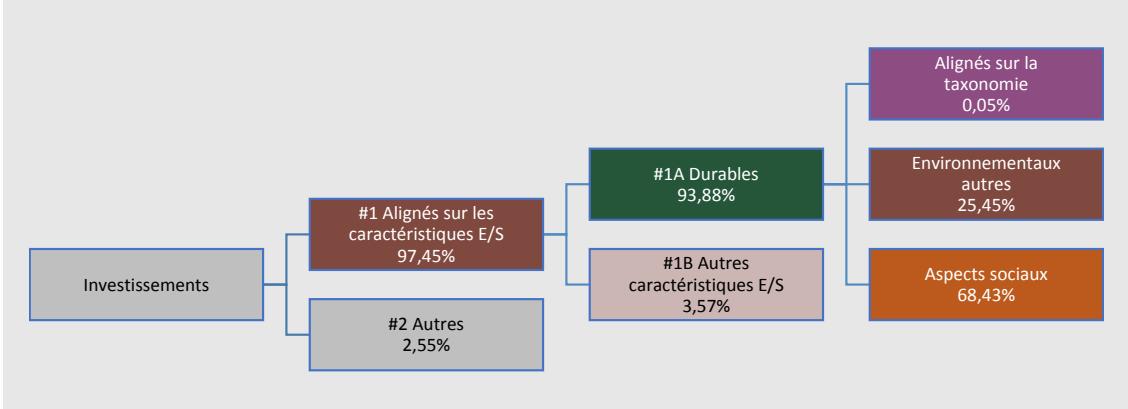 Investissements
#1 Alignés sur les
caractéristiques E/S
97,45%
#2 Autres
2,55%
#1A Durables
93,88%
#1B Autres
caractéristiques E/S
3,57%
Alignés sur la
taxonomie
0,05%
Environnementaux
autres
25,45%
Aspects sociaux
68,43%